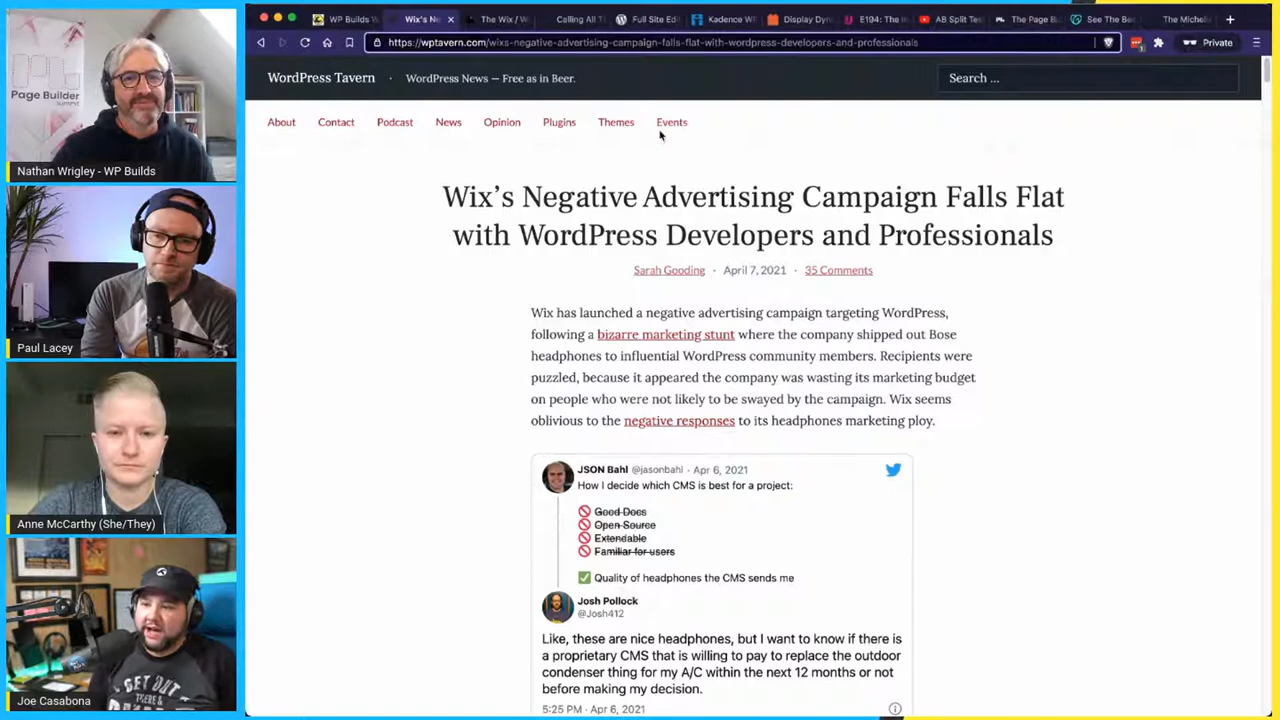 Page Builder
Summit
Nathan Wrigley - WP Builds
Paul Lacey
Anne McCarthy (She/They)
GET OUT
THERE &
Joe Casabona
WP Builds W
Wix's Ne
The Wix / W
Calling All T
Full Site Edi
Kadence WP
Display Dyn
E194: The in
AB Split Test
The Page Bu
See The Bec
The Michelle
Private
https://wptavern.com/wixs-negative-advertising-campaign-falls-flat-with-wordpress-developers-and-professionals
WordPress Tavern · WordPress News — Free as in Beer.
Search ...
About Contact Podcast News Opinion Plugins Themes Events
Wix's Negative Advertising Campaign Falls Flat
with WordPress Developers and Professionals
Sarah Gooding · April 7, 2021 · 35 Comments
Wix has launched a negative advertising campaign targeting WordPress,
following a bizarre marketing stunt where the company shipped out Bose
headphones to influential WordPress community members. Recipients were
puzzled, because it appeared the company was wasting its marketing budget
on people who were not likely to be swayed by the campaign. Wix seems
oblivious to the negative responses to its headphones marketing ploy.
JSON Bahl @jasonbahl · Apr 6, 2021
How I decide which CMS is best for a project:
🚫 Good Docs
🚫 Open Source
🚫 Extendable
🚫 Familiar for users
✅ Quality of headphones the CMS sends me
Josh Pollock
@Josh412
Like, these are nice headphones, but I want to know if there is
a proprietary CMS that is willing to pay to replace the outdoor
condenser thing for my A/C within the next 12 months or not
before making my decision.
5:25 PM · Apr 6, 2021